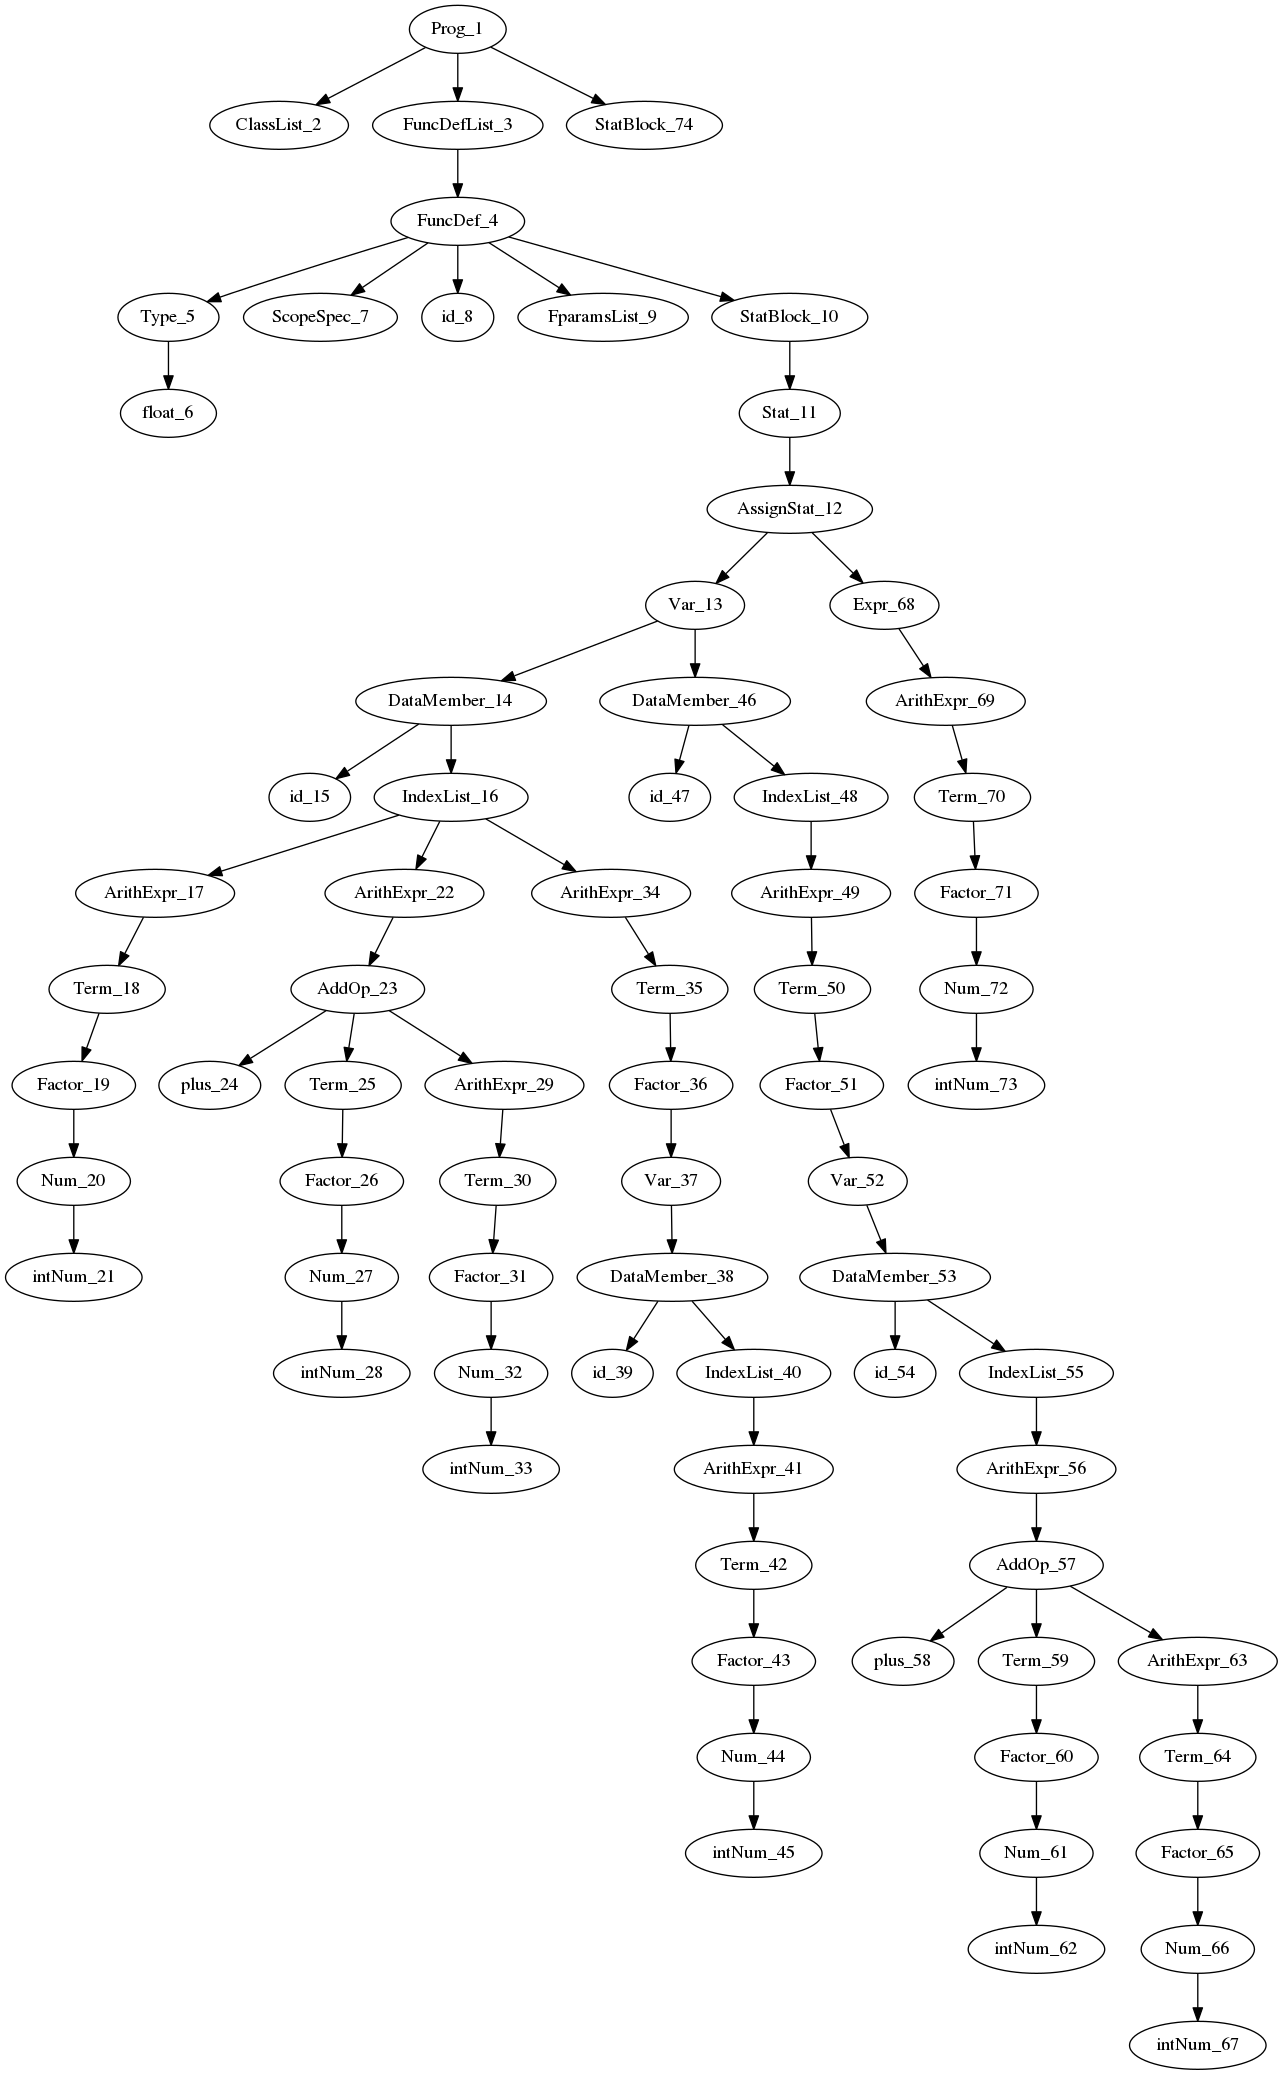 Prog_1
ClassList_2 FuncDefList_3 StatBlock_74
FuncDef_4
Type_5 ScopeSpec_7 id_8 FparamsList_9 StatBlock_10
float_6 Stat_11
AssignStat_12
Var_13 Expr_68
DataMember_14 DataMember_46 ArithExpr_69
id_15 IndexList_16 id_47 IndexList_48 Term_70
ArithExpr_17 ArithExpr_22 ArithExpr_34 ArithExpr_49 Factor_71
Term_18 AddOp_23 Term_35 Term_50 Num_72
Factor_19 plus_24 Term_25 ArithExpr_29 Factor_36 Factor_51 intNum_73
Num_20 Factor_26 Term_30 Var_37 Var_52
intNum_21 Num_27 Factor_31 DataMember_38 DataMember_53
intNum_28 Num_32 id_39 IndexList_40 id_54 IndexList_55
intNum_33 ArithExpr_41 ArithExpr_56
Term_42 AddOp_57
Factor_43 plus_58 Term_59 ArithExpr_63
Num_44 Factor_60 Term_64
intNum_45 Num_61 Factor_65
intNum_62 Num_66
intNum_67